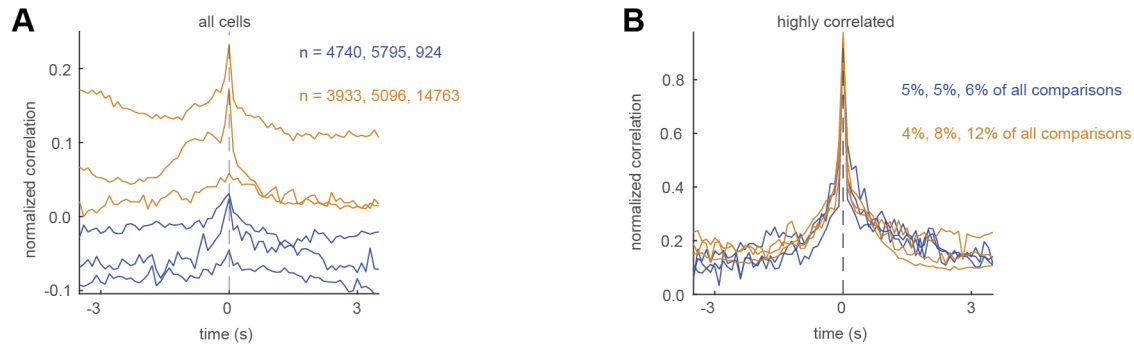 A
all cells
n = 4740, 5795, 924
n = 3933, 5096, 14763
normalized correlation
0.2
0.1
0.0
-0.1
-3
0
3
time (s)
B
highly correlated
5%, 5%, 6% of all comparisons
4%, 8%, 12% of all comparisons
normalized correlation
0.8
0.6
0.4
0.2
0.0
-3
0
3
time (s)